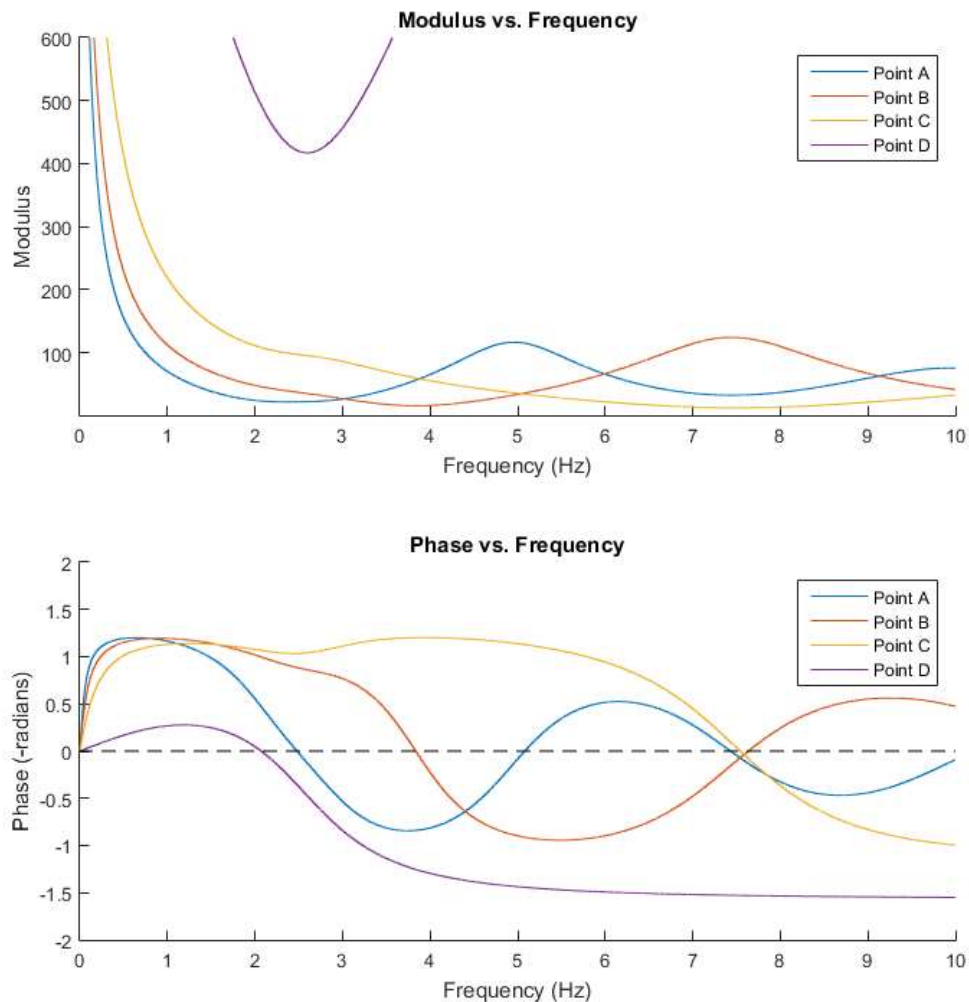 Modulus vs. Frequency
600
500
400
300
200
100
Modulus
0 1 2 3 4 5 6 7 8 9 10
Frequency (Hz)
Point A
Point B
Point C
Point D
Phase vs. Frequency
2
1.5
1
0.5
0
-0.5
-1
-1.5
-2
Phase (-radians)
0 1 2 3 4 5 6 7 8 9 10
Frequency (Hz)
Point A
Point B
Point C
Point D